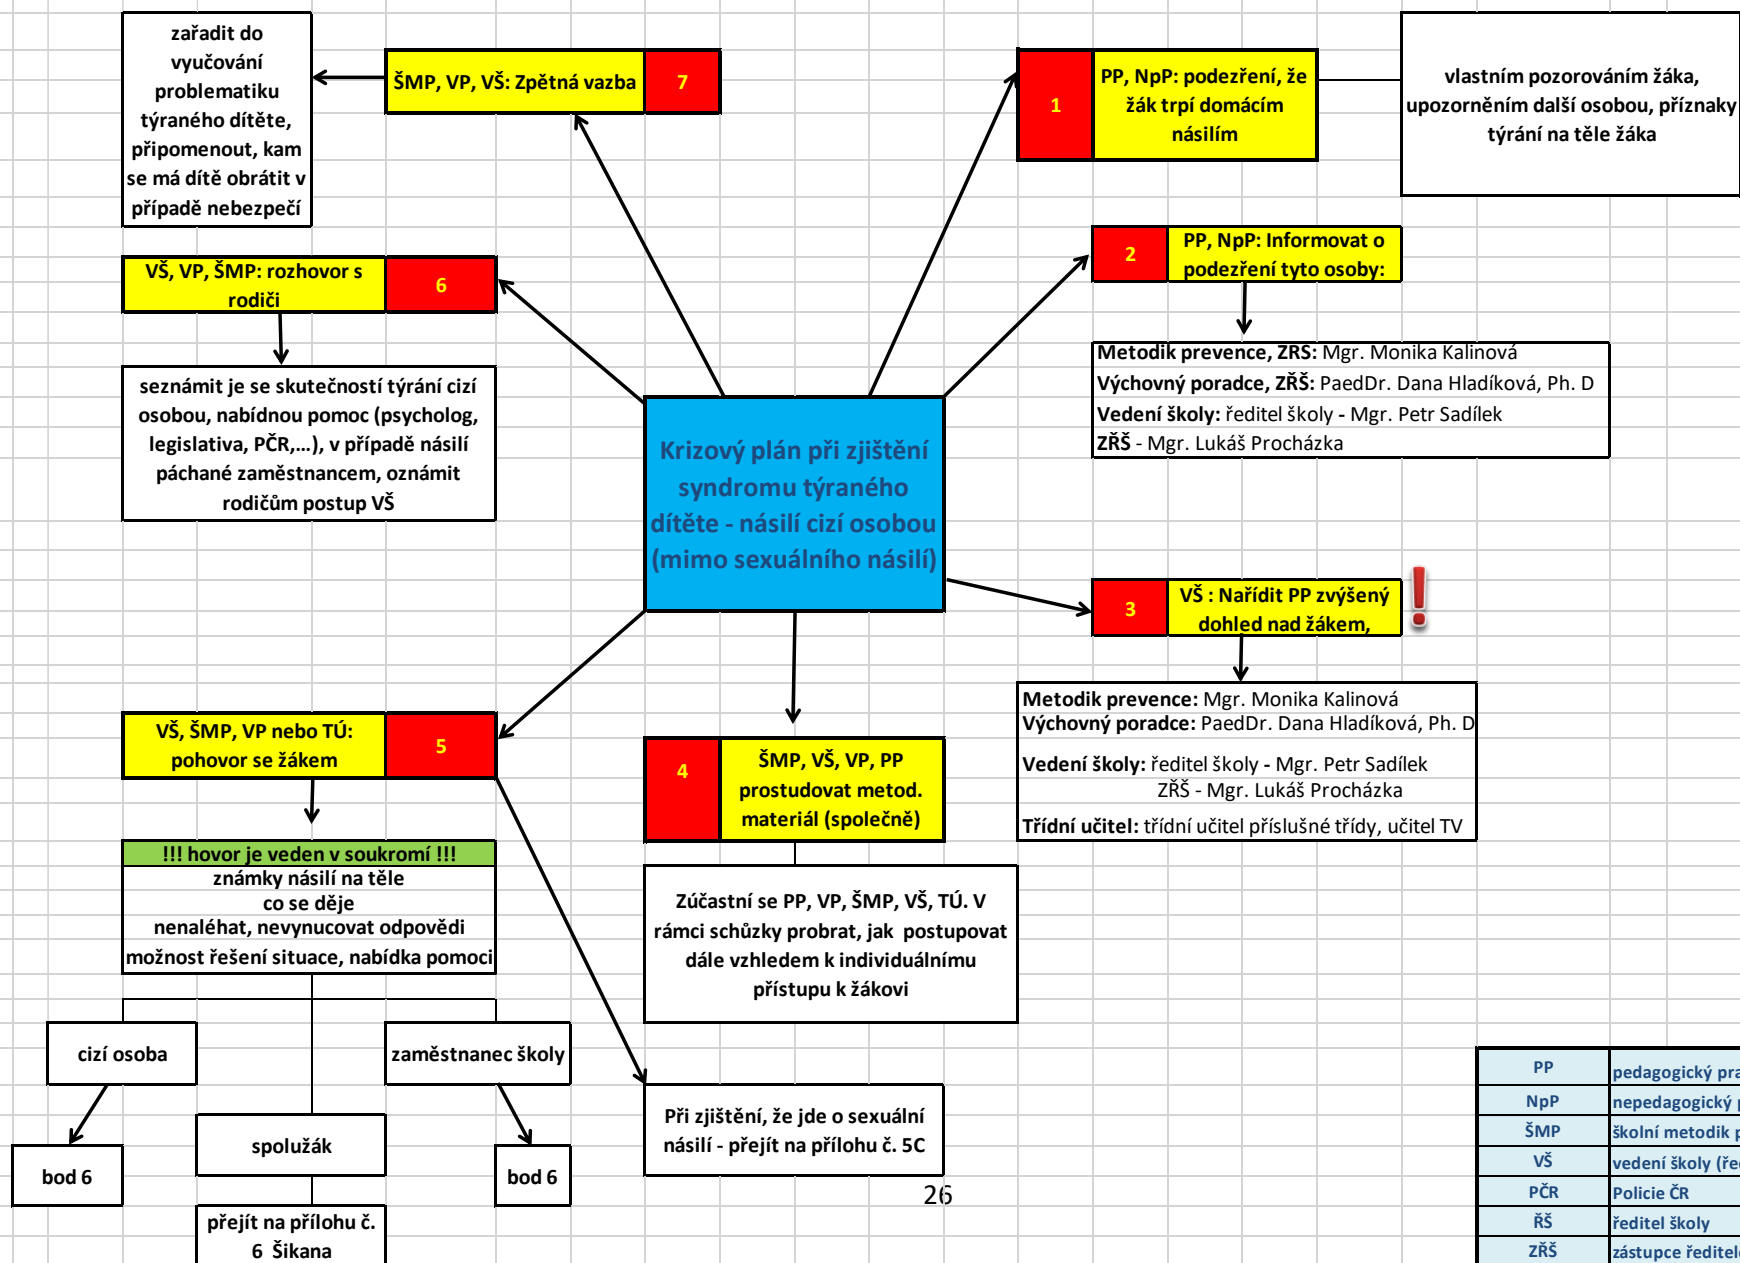 zařadit do
vyučování
problematiku
týraného dítěte,
připomenout, kam
se má dítě obrátit v
případě nebezpečí
ŠMP, VP, VŠ: Zpětná vazba
7
1
PP, NpP: podezření, že
žák trpí domácím
násilím
vlastním pozorováním žáka,
upozorněním další osobou, příznaky
týrání na těle žáka
2
PP, NpP: Informovat o
podezření tyto osoby:
Metodik prevence, ZRŠ: Mgr. Monika Kalinová
Výchovný poradce, ZŘŠ: PaedDr. Dana Hladíková, Ph. D
Vedení školy: ředitel školy - Mgr. Petr Sadílek
ZŘŠ - Mgr. Lukáš Procházka
VŠ, VP, ŠMP: rozhovor s
rodiči
6
seznámit je se skutečností týrání cizí
osobou, nabídnou pomoc (psycholog,
legislativa, PČR,...), v případě násilí
páchané zaměstnancem, oznámit
rodičům postup VŠ
Krizový plán při zjištění
syndromu týraného
dítěte - násilí cizí osobou
(mimo sexuálního násilí)
3
VŠ : Nařídit PP zvýšený
dohled nad žákem,
Metodik prevence: Mgr. Monika Kalinová
Výchovný poradce: PaedDr. Dana Hladíková, Ph. D
Vedení školy: ředitel školy - Mgr. Petr Sadílek
ZŘŠ - Mgr. Lukáš Procházka
Třídní učitel: třídní učitel příslušné třídy, učitel TV
4
ŠMP, VŠ, VP, PP
prostudovat metod.
materiál (společně)
Zúčastní se PP, VP, ŠMP, VŠ, TÚ. V
rámci schůzky probrat, jak postupovat
dále vzhledem k individuálnímu
přístupu k žákovi
VŠ, ŠMP, VP nebo TÚ:
pohovor se žákem
5
!!! hovor je veden v soukromí !!!
známky násilí na těle
co se děje
nenaléhat, nevynucovat odpovědi
možnost řešení situace, nabídka pomoci
cizí osoba
zaměstnanec školy
spolužák
bod 6
bod 6
přejít na přílohu č.
6 Šikana
Při zjištění, že jde o sexuální
násilí - přejít na přílohu č. 5C
26
PP pedagogický pra
NpP nepedagogický p
ŠMP školní metodik p
VŠ vedení školy (řed
PČR Policie ČR
ŘŠ ředitel školy
ZŘŠ zástupce ředitele